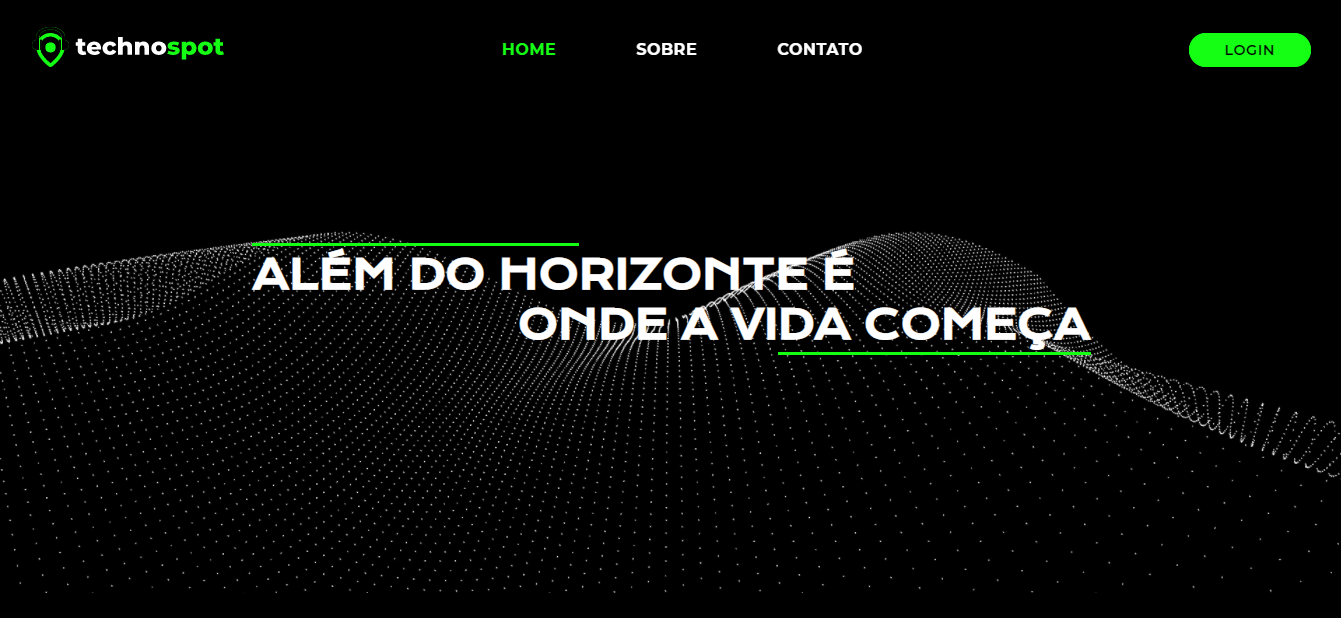 technospot
HOME
SOBRE
CONTATO
LOGIN
ALÉM DO HORIZONTE É
ONDE A VIDA COMEÇA